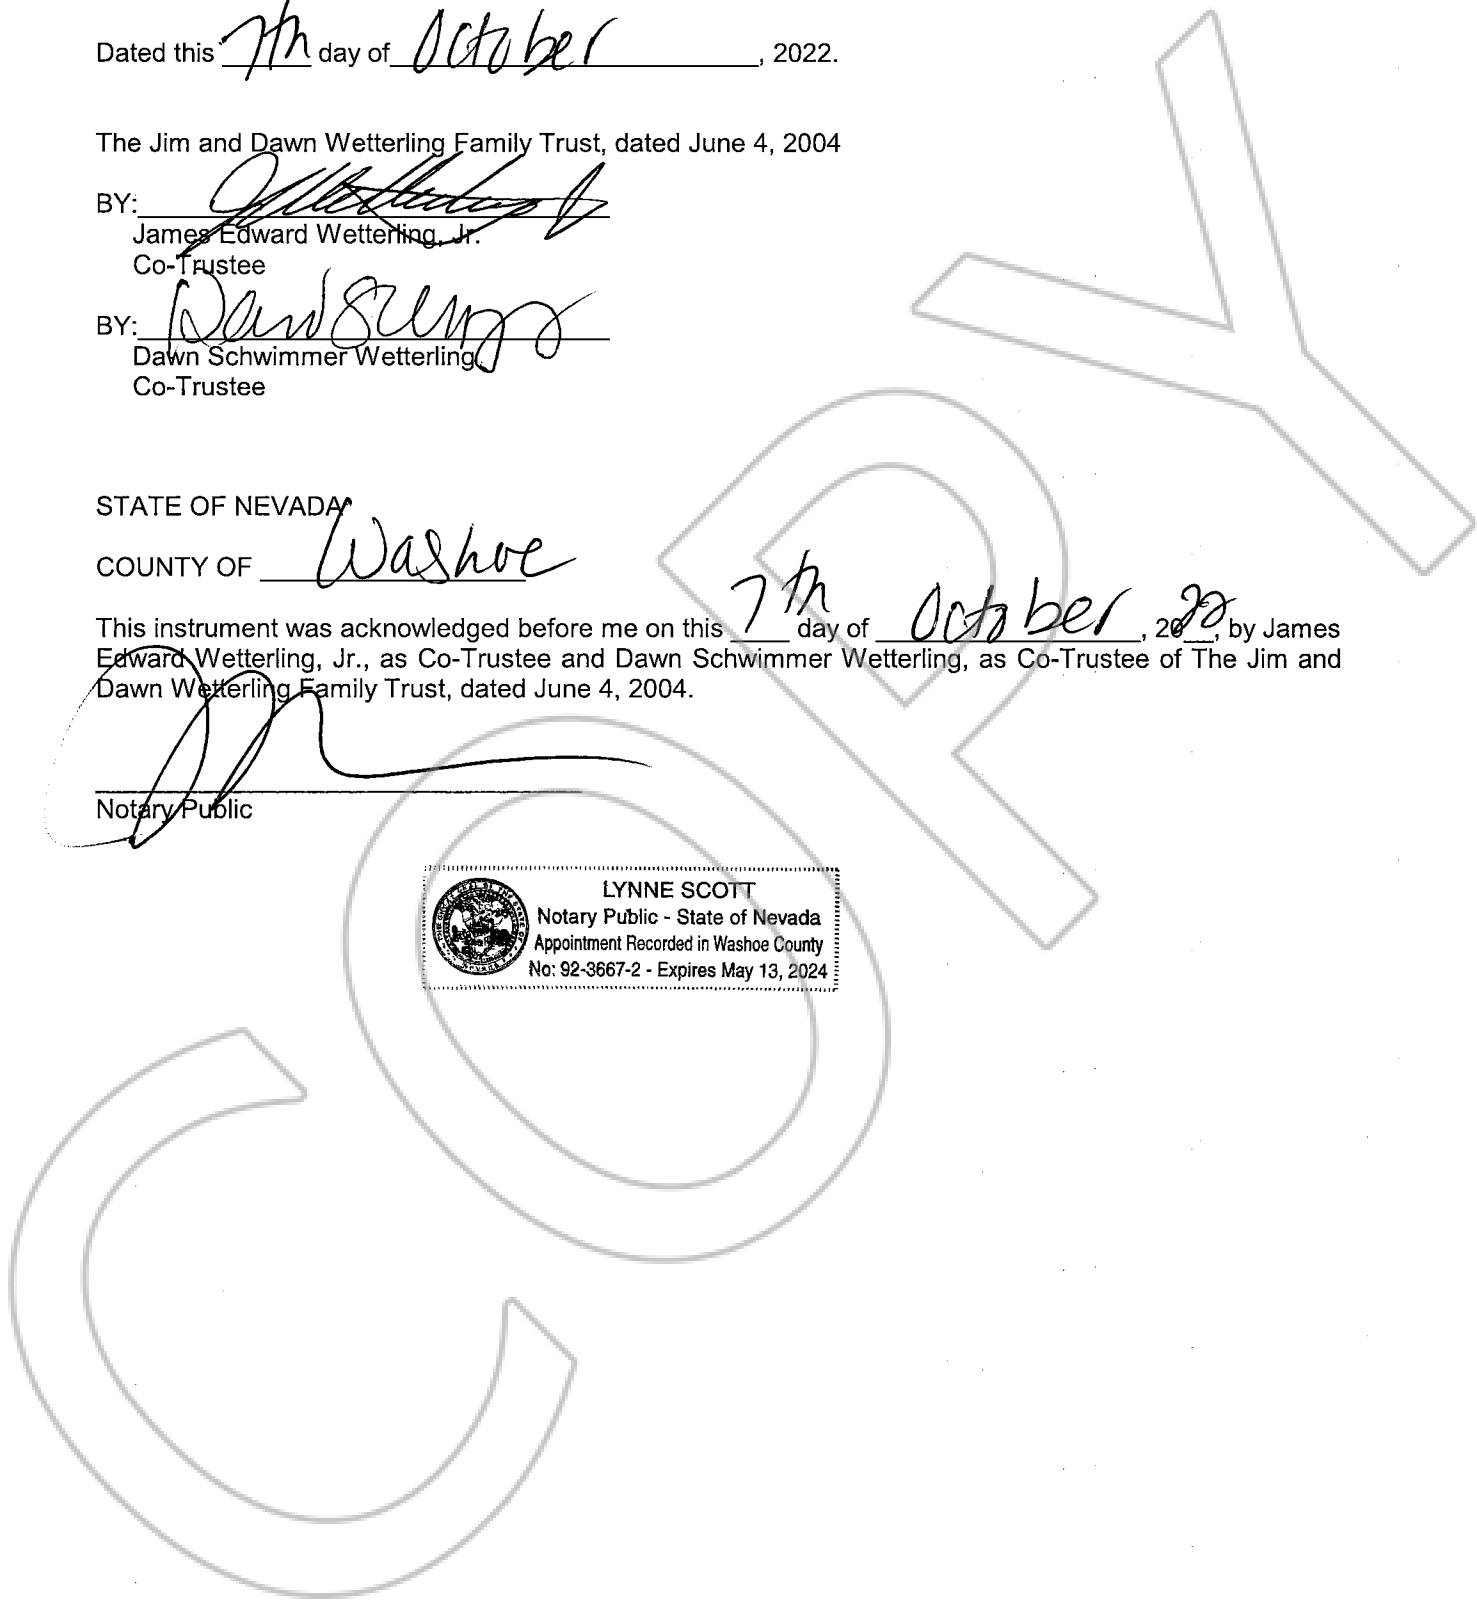 Dated this 7th day of October, 2022.
The Jim and Dawn Wetterling Family Trust, dated June 4, 2004
BY:
James Edward Wetterling, Jr.
Co-Trustee
BY:
Dawn Schwimmer Wetterling
Co-Trustee
STATE OF NEVADA
COUNTY OF Washoe
This instrument was acknowledged before me on this 7th day of October, 2022, by James
Edward Wetterling, Jr., as Co-Trustee and Dawn Schwimmer Wetterling, as Co-Trustee of The Jim and
Dawn Wetterling Family Trust, dated June 4, 2004.
Notary Public
LYNNE SCOTT
Notary Public - State of Nevada
Appointment Recorded in Washoe County
No: 92-3667-2 - Expires May 13, 2024
COPY